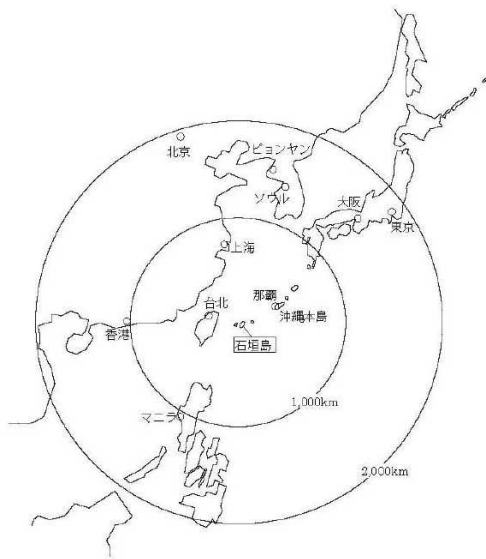 北京
ピョンヤン
ソウル
大阪
東京
上海
那覇
沖縄本島
台北
香港
石垣島
1,000km
マニラ
2,000km